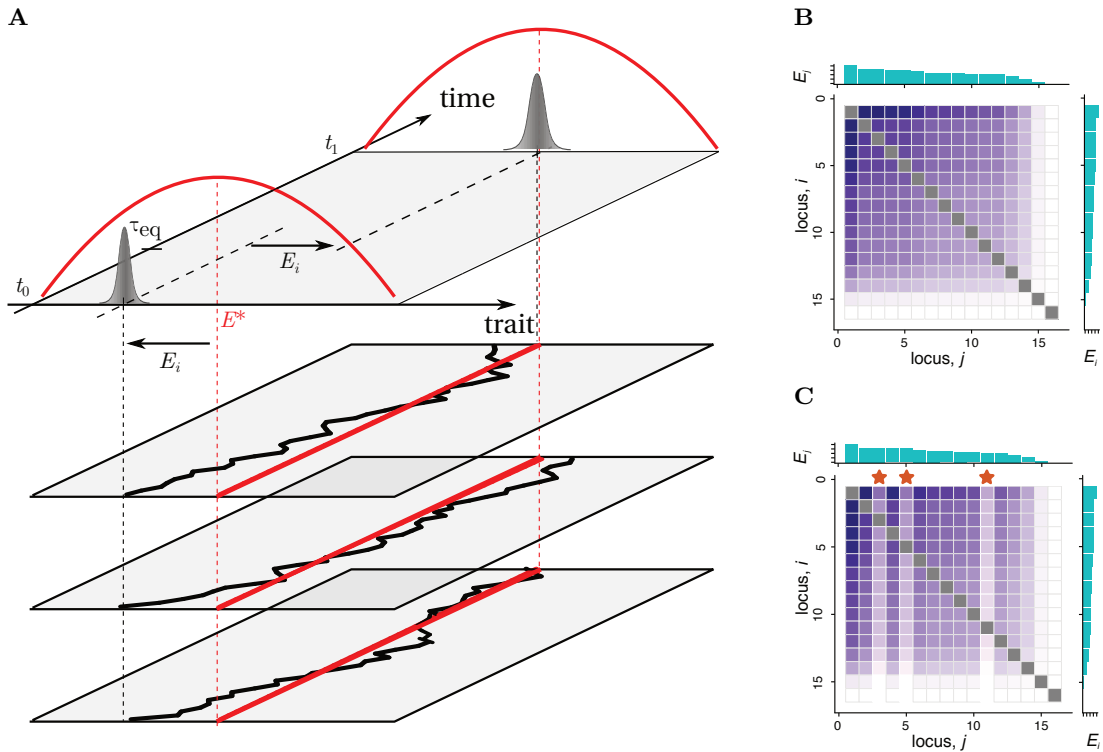 A
time
t₁
τeq
Eᵢ
t₀
E*
trait
Eᵢ
B
Eⱼ
0
5
10
15
locus, i
0 5 10 15
locus, j
Eᵢ
C
Eⱼ
0
5
10
15
locus, i
0 5 10 15
locus, j
Eᵢ